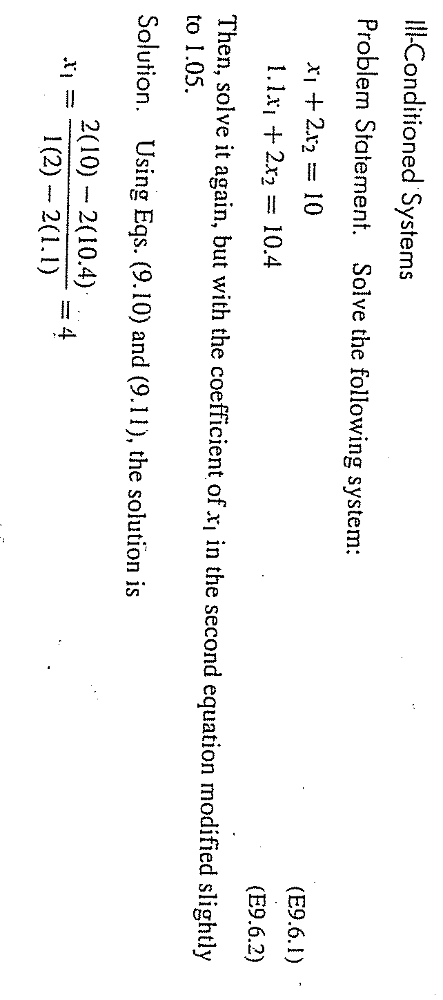 Ill-Conditioned Systems
Problem Statement. Solve the following system:
x₁ + 2x₂ = 10 (E9.6.1)
1.1x₁ + 2x₂ = 10.4 (E9.6.2)
Then, solve it again, but with the coefficient of x₁ in the second equation modified slightly
to 1.05.
Solution. Using Eqs. (9.10) and (9.11), the solution is
x₁ = 2(10) − 2(10.4) / 1(2) − 2(1.1) = 4